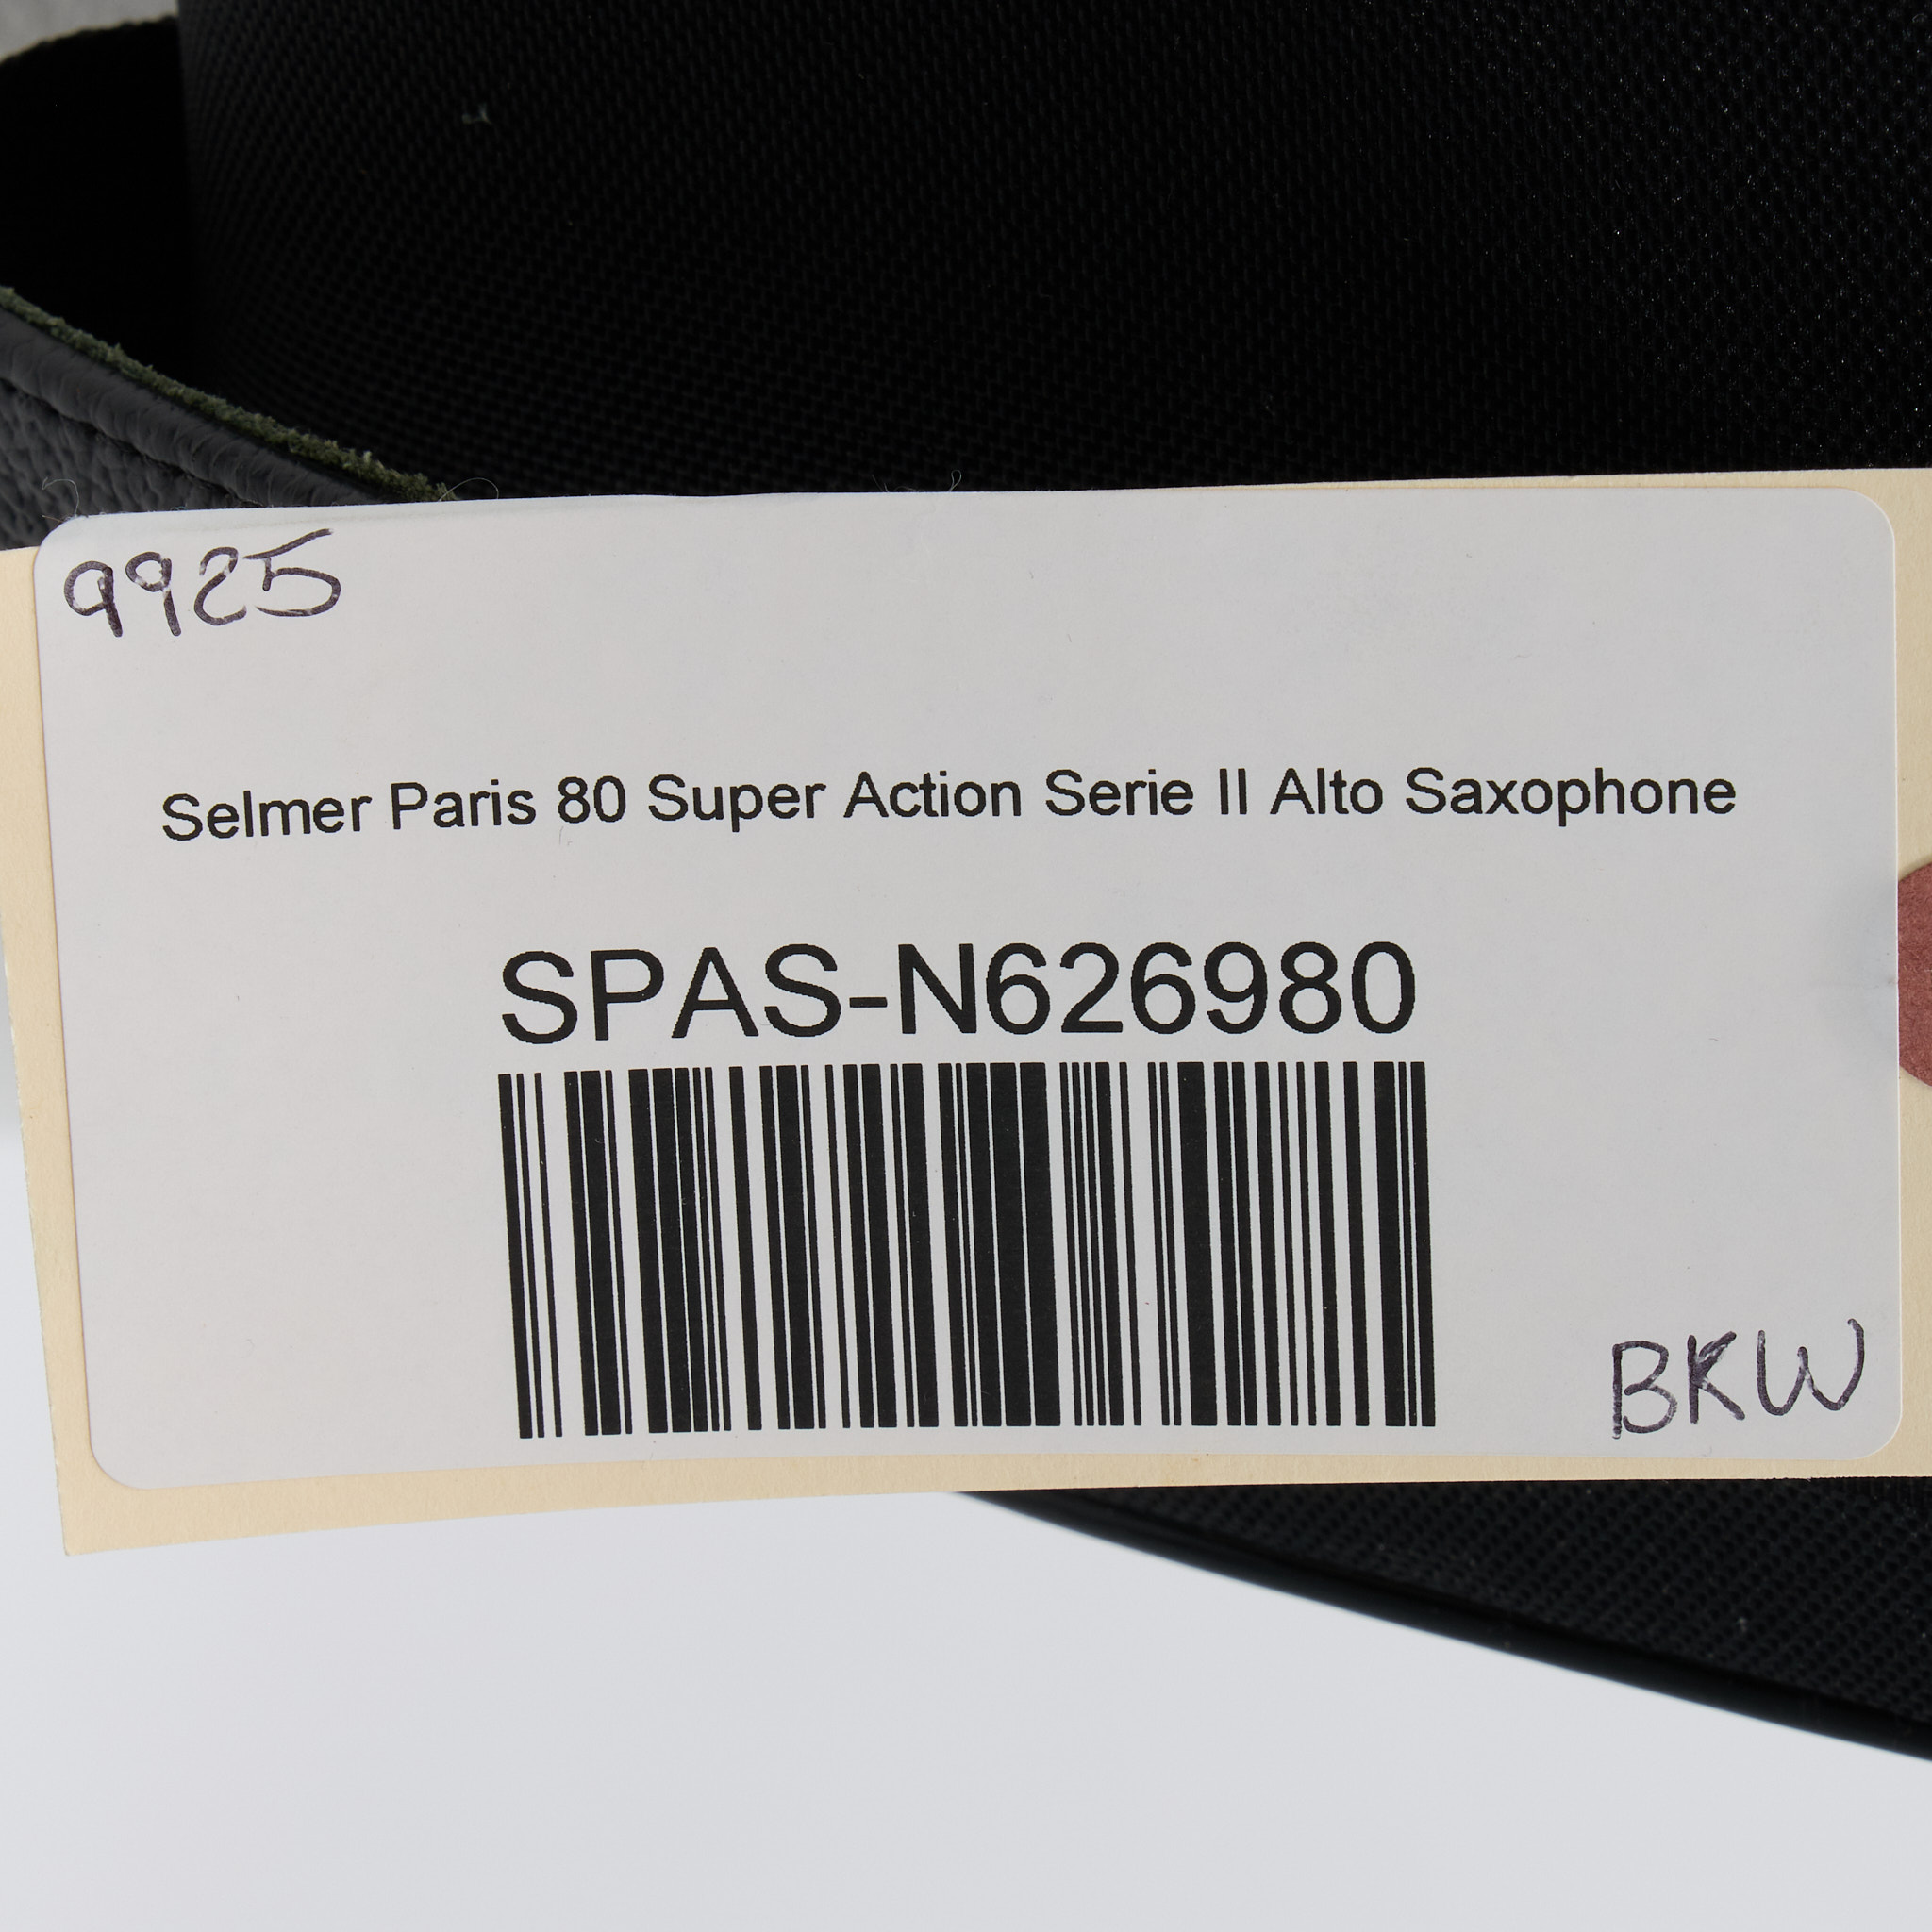 9925
Selmer Paris 80 Super Action Serie II Alto Saxophone
SPAS-N626980
BKW